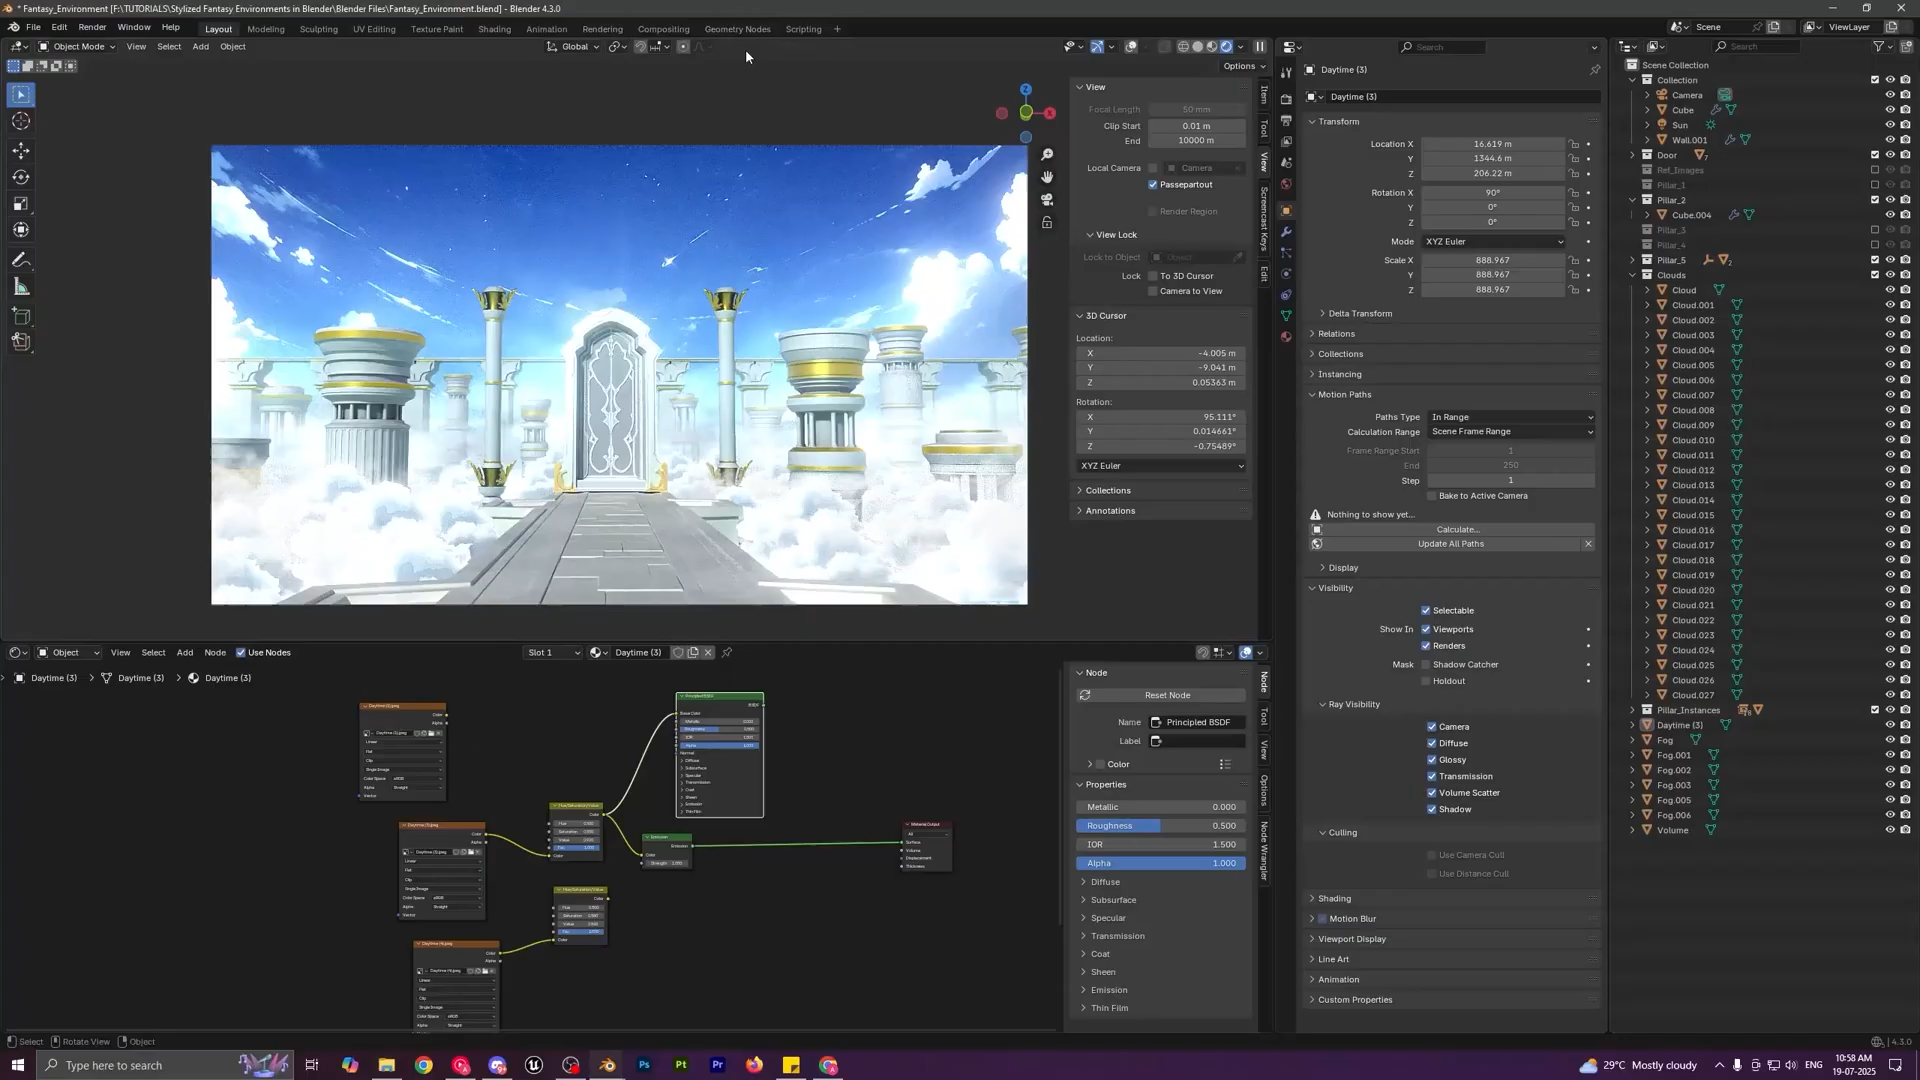 * Fantasy_Environment [F:\TUTORIALS\Stylized Fantasy Environments in Blender\Blender Files\Fantasy_Environment.blend] - Blender 4.3.0
File Edit Render Window Help Layout Modeling Sculpting UV Editing Texture Paint Shading Animation Rendering Compositing Geometry Nodes Scripting + Scene ViewLayer
Object Mode View Select Add Object Global Search Search
Options
Scene Collection
Daytime (3)
Daytime (3)
View
Focal Length 50 mm
Clip Start 0.01 m
End 10000 m
Local Camera Camera
Passepartout
Render Region
View Lock
Lock to Object Object
Lock To 3D Cursor
Camera to View
3D Cursor
Location:
X -4.005 m
Y -9.041 m
Z 0.05363 m
Rotation:
X 95.111°
Y 0.014661°
Z -0.75489°
XYZ Euler
Collections
Annotations
Item
Tool
View
Screencast Keys
Edit
Transform
Location X 16.619 m
Y 1344.6 m
Z 206.22 m
Rotation X 90°
Y 0°
Z 0°
Mode XYZ Euler
Scale X 888.967
Y 888.967
Z 888.967
Delta Transform
Relations
Collections
Instancing
Motion Paths
Paths Type In Range
Calculation Range Scene Frame Range
Frame Range Start 1
End 250
Step 1
Bake to Active Camera
Nothing to show yet...
Calculate...
Update All Paths
Display
Visibility
Selectable
Show In Viewports
Renders
Mask Shadow Catcher
Holdout
Ray Visibility
Camera
Diffuse
Glossy
Transmission
Volume Scatter
Shadow
Culling
Use Camera Cull
Use Distance Cull
Shading
Motion Blur
Viewport Display
Line Art
Animation
Custom Properties
Collection
Camera
Cube
Sun
Wall.001
Door
Ref_Images
Pillar_1
Pillar_2
Cube.004
Pillar_3
Pillar_4
Pillar_5
Clouds
Cloud
Cloud.001
Cloud.002
Cloud.003
Cloud.004
Cloud.005
Cloud.006
Cloud.007
Cloud.008
Cloud.009
Cloud.010
Cloud.011
Cloud.012
Cloud.013
Cloud.014
Cloud.015
Cloud.016
Cloud.017
Cloud.018
Cloud.019
Cloud.020
Cloud.021
Cloud.022
Cloud.023
Cloud.024
Cloud.025
Cloud.026
Cloud.027
Pillar_Instances
Daytime (3)
Fog
Fog.001
Fog.002
Fog.003
Fog.005
Fog.006
Volume
Object View Select Add Node Use Nodes Slot 1 Daytime (3)
Daytime (3) Daytime (3) Daytime (3)
Node
Reset Node
Name Principled BSDF
Label
Color
Properties
Metallic 0.000
Roughness 0.500
IOR 1.500
Alpha 1.000
Diffuse
Subsurface
Specular
Transmission
Coat
Sheen
Emission
Thin Film
Node
Tool
View
Options
Node Wrangler
Select Rotate View Object 4.3.0
Type here to search 29°C Mostly cloudy ENG 10:58 AM
19-07-2025